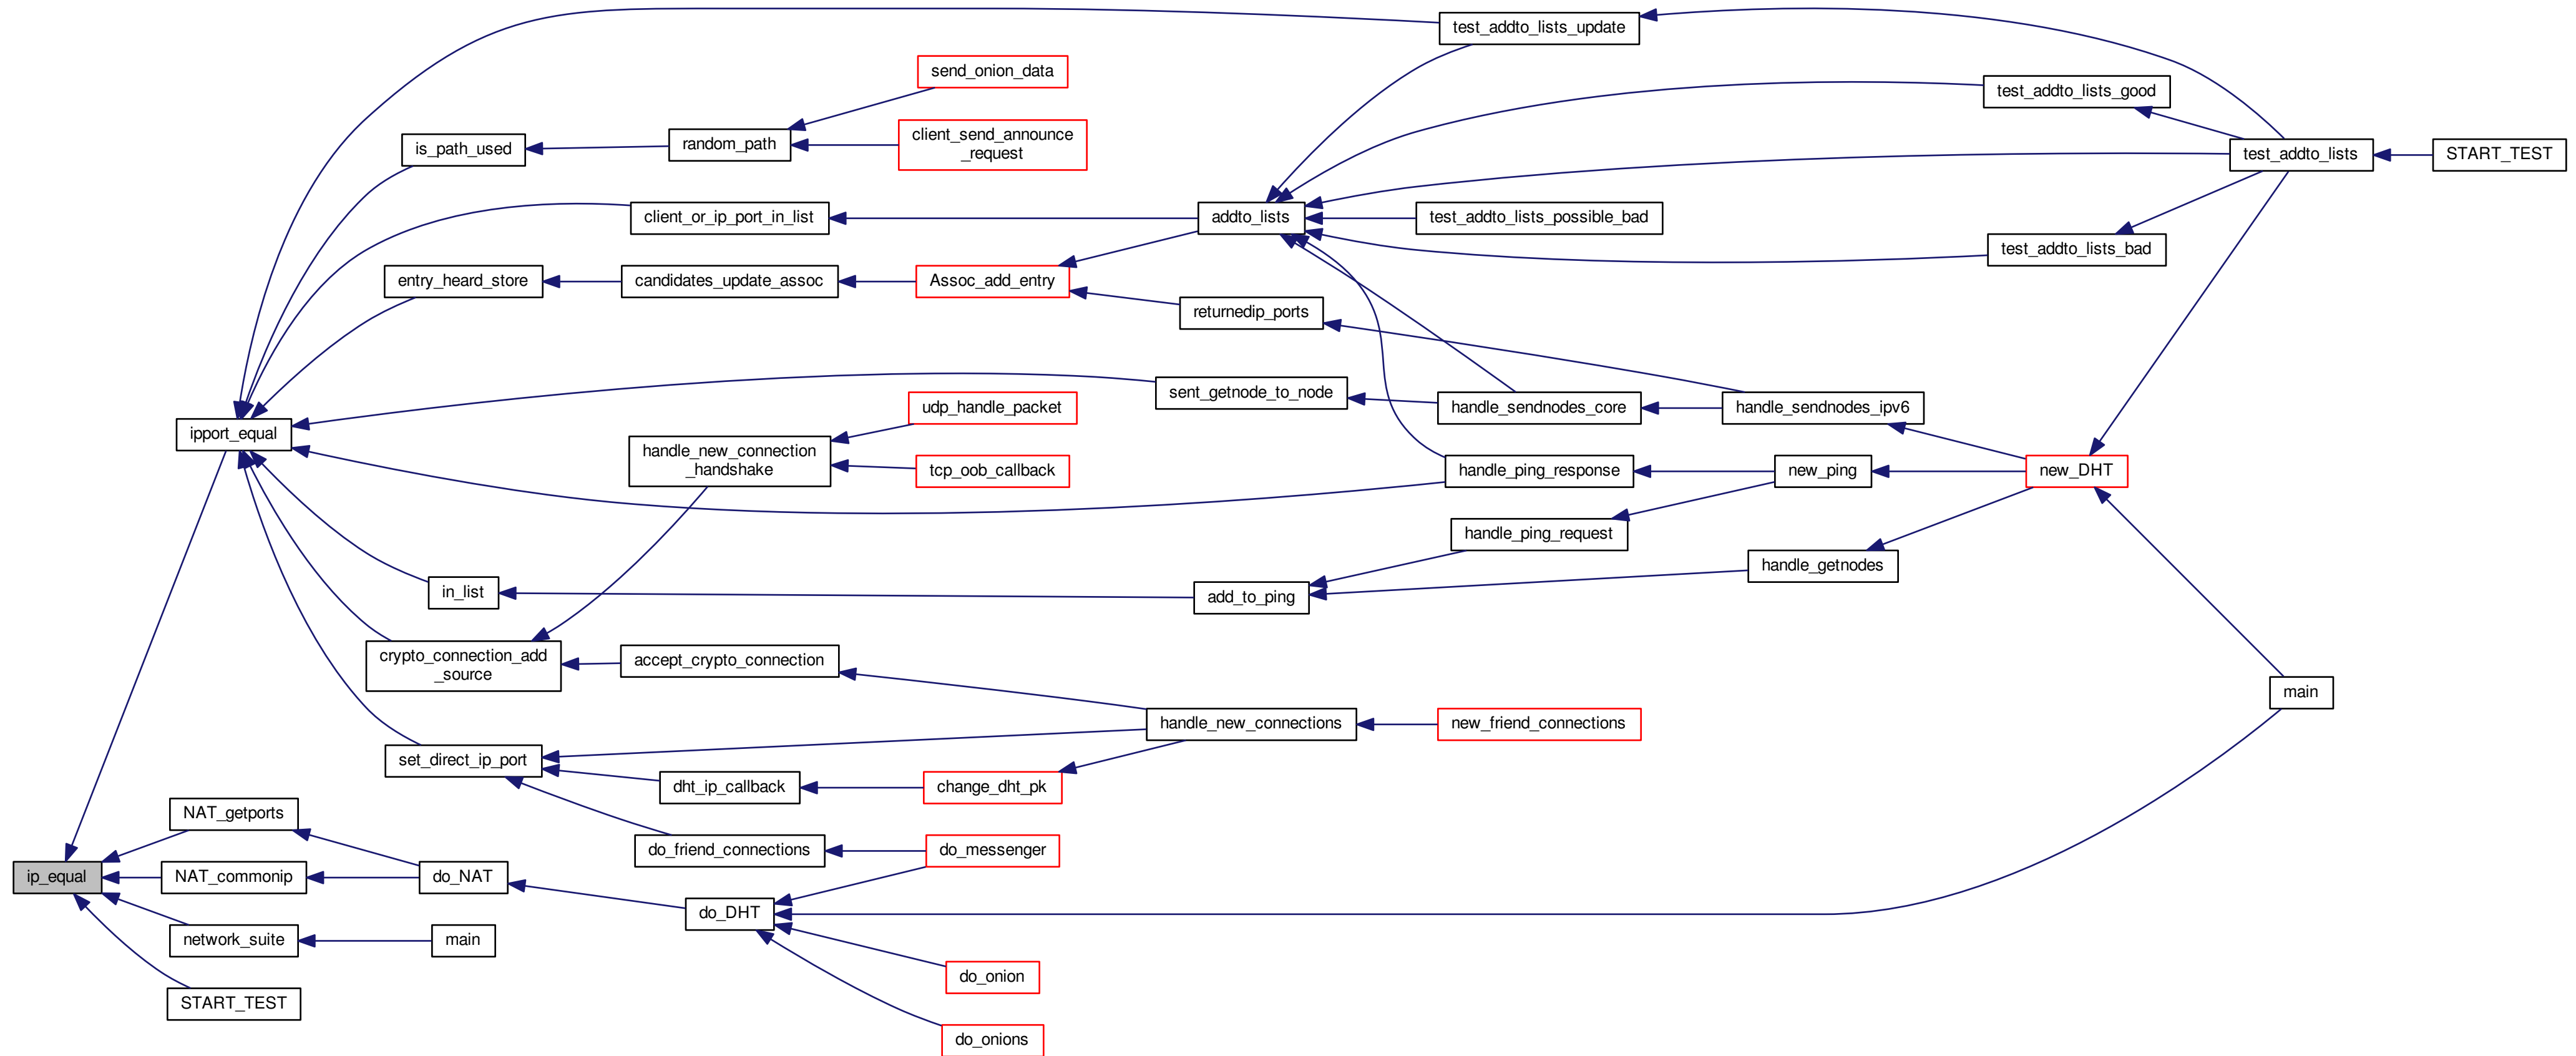 test_addto_lists_update
send_onion_data
test_addto_lists_good
client_send_announce
_request
random_path
is_path_used
test_addto_lists
START_TEST
client_or_ip_port_in_list
addto_lists
test_addto_lists_possible_bad
test_addto_lists_bad
entry_heard_store
candidates_update_assoc
Assoc_add_entry
returnedip_ports
sent_getnode_to_node
udp_handle_packet
handle_sendnodes_core
handle_sendnodes_ipv6
ipport_equal
handle_new_connection
_handshake
tcp_oob_callback
handle_ping_response
new_ping
new_DHT
handle_ping_request
handle_getnodes
in_list
add_to_ping
crypto_connection_add
_source
accept_crypto_connection
main
handle_new_connections
new_friend_connections
set_direct_ip_port
dht_ip_callback
change_dht_pk
NAT_getports
do_friend_connections
do_messenger
ip_equal
NAT_commonip
do_NAT
do_DHT
network_suite
main
do_onion
START_TEST
do_onions